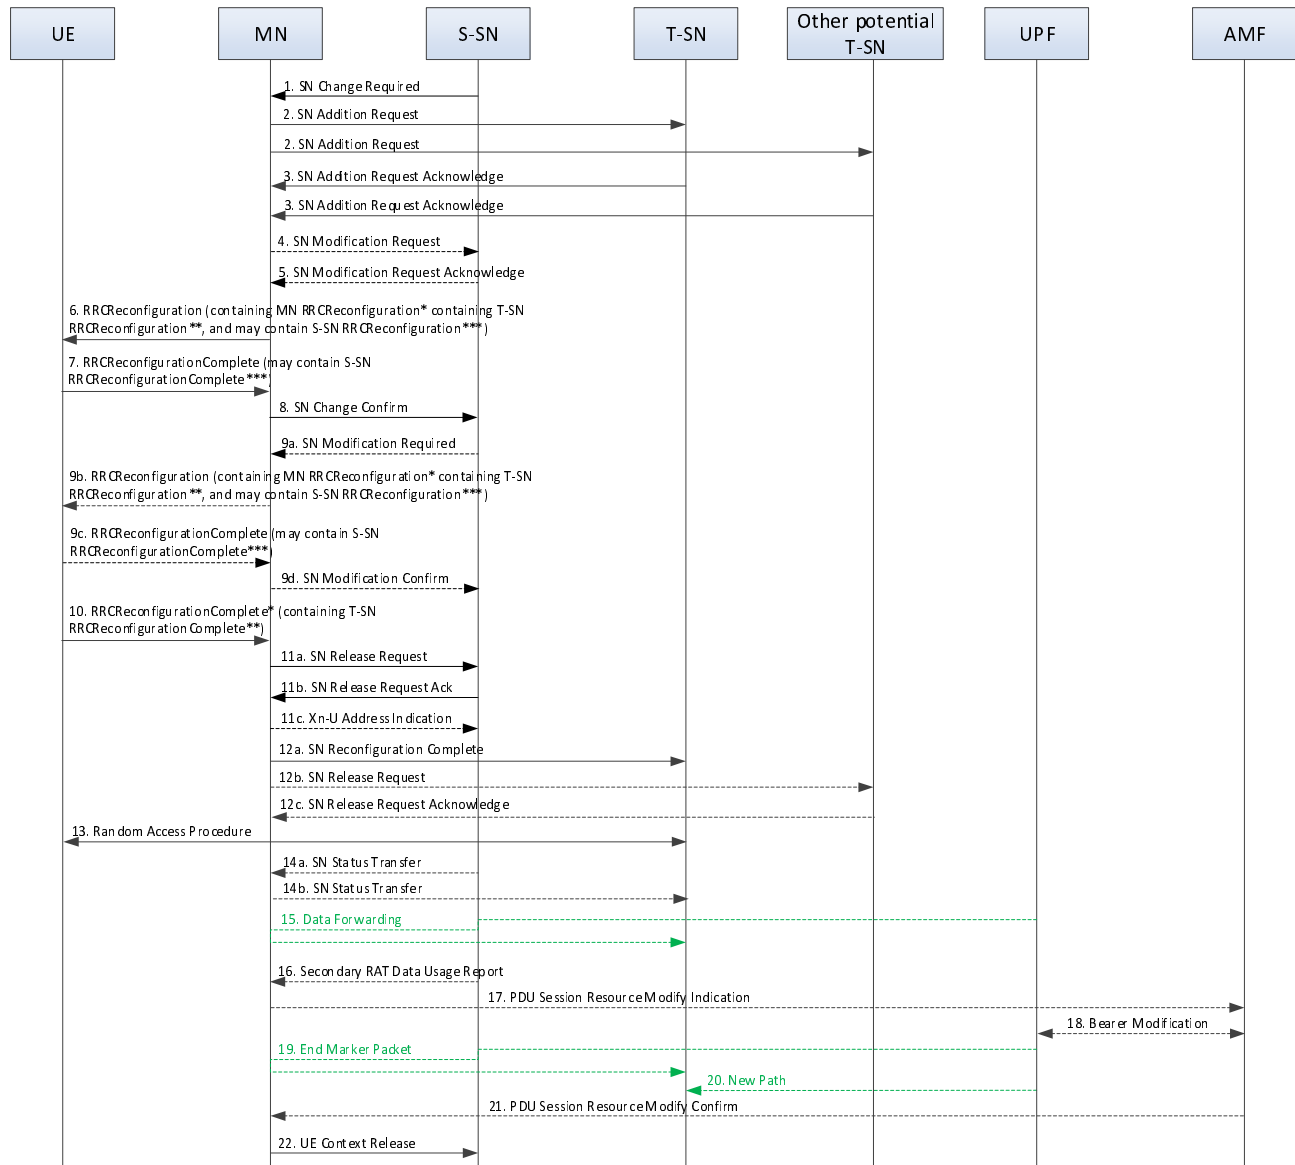 UE
MN
S-SN
T-SN
Other potential
T-SN
UPF
AMF
1. SN Change Required
2. SN Addition Request
2. SN Addition Request
3. SN Addition Request Acknowledge
3. SN Addition Request Acknowledge
4. SN Modification Request
5. SN Modification Request Acknowledge
6. RRCReconfiguration (containing MN RRCReconfiguration* containing T-SN
RRCReconfiguration**, and may contain S-SN RRCReconfiguration***)
7. RRCReconfigurationComplete (may contain S-SN
RRCReconfigurationComplete***)
8. SN Change Confirm
9a. SN Modification Required
9b. RRCReconfiguration (containing MN RRCReconfiguration* containing T-SN
RRCReconfiguration**, and may contain S-SN RRCReconfiguration***)
9c. RRCReconfigurationComplete (may contain S-SN
RRCReconfigurationComplete***)
9d. SN Modification Confirm
10. RRCReconfigurationComplete* (containing T-SN
RRCReconfigurationComplete**)
11a. SN Release Request
11b. SN Release Request Ack
11c. Xn-U Address Indication
12a. SN Reconfiguration Complete
12b. SN Release Request
12c. SN Release Request Acknowledge
13. Random Access Procedure
14a. SN Status Transfer
14b. SN Status Transfer
15. Data Forwarding
16. Secondary RAT Data Usage Report
17. PDU Session Resource Modify Indication
18. Bearer Modification
19. End Marker Packet
20. New Path
21. PDU Session Resource Modify Confirm
22. UE Context Release